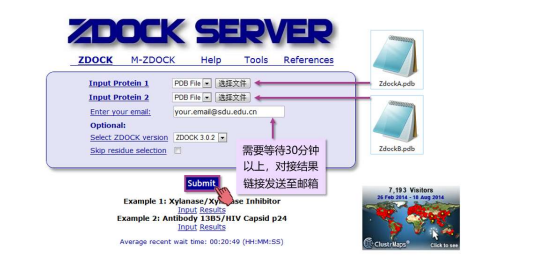 ZDOCK SERVER
ZDOCK M-ZDOCK Help Tools References
Input Protein 1 PDB File 选择文件
Input Protein 2 PDB File 选择文件
Enter your email: your.email@sdu.edu.cn
Optional:
Select ZDOCK version ZDOCK 3.0.2
Skip residue selection
需要等待30分钟
以上，对接结果
链接发送至邮箱
Submit
Example 1: Xylanase/Xylanase Inhibitor
Input Results
Example 2: Antibody 13B5/HIV Capsid p24
Input Results
Average recent wait time: 00:20:49 (HH:MM:SS)
ZdockA.pdb
ZdockB.pdb
7,193 Visitors
26 Feb 2014 - 18 Aug 2014
ClustrMaps
Click to see